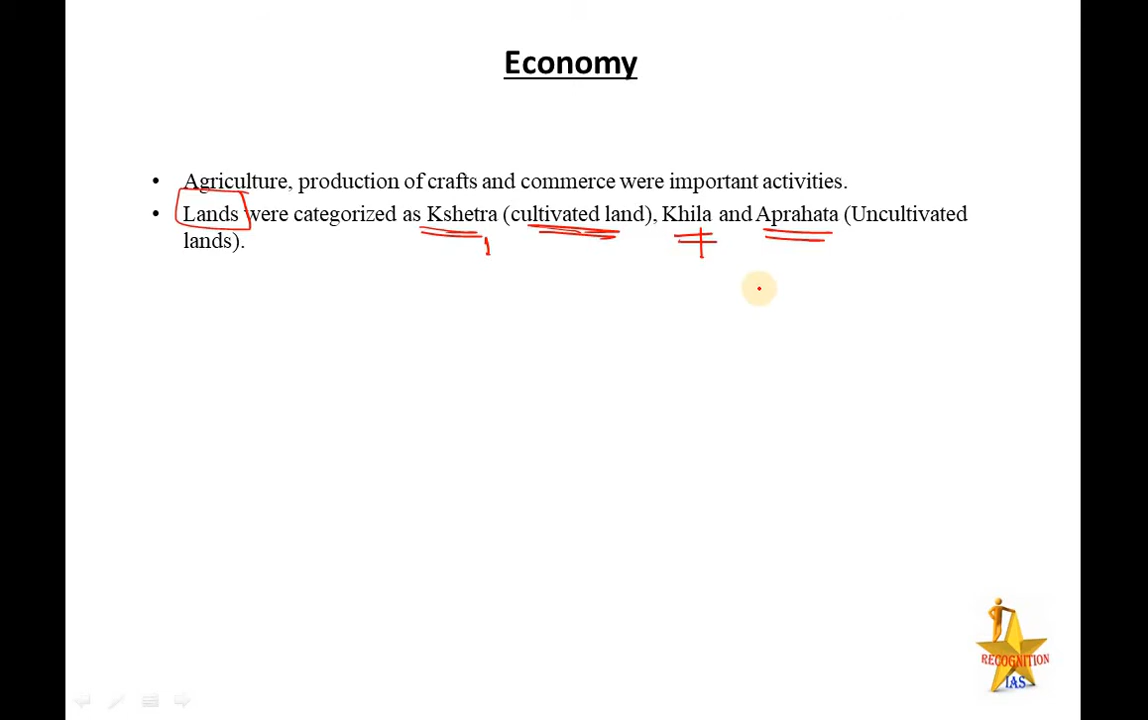 Economy
• Agriculture, production of crafts and commerce were important activities.
• Lands were categorized as Kshetra (cultivated land), Khila and Aprahata (Uncultivated
lands).
RECOGNITION
IAS